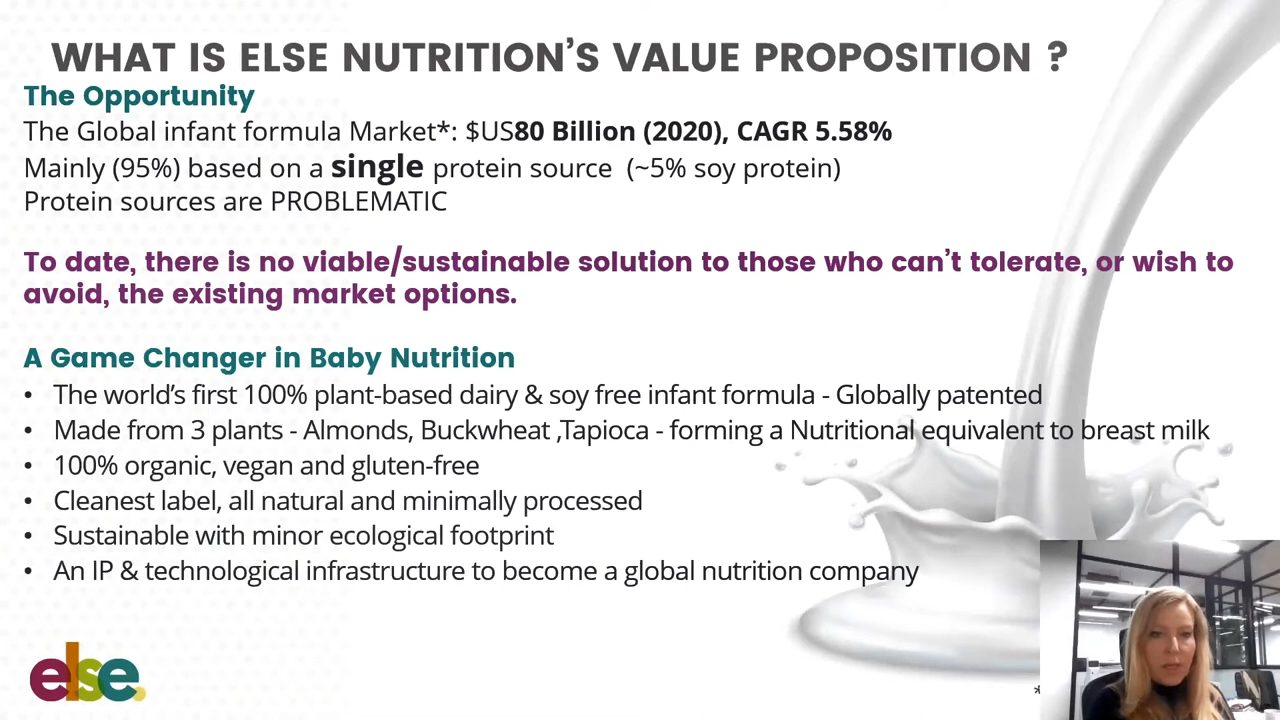 WHAT IS ELSE NUTRITION’S VALUE PROPOSITION ?
The Opportunity
The Global infant formula Market*: $US80 Billion (2020), CAGR 5.58%
Mainly (95%) based on a single protein source (~5% soy protein)
Protein sources are PROBLEMATIC
To date, there is no viable/sustainable solution to those who can’t tolerate, or wish to
avoid, the existing market options.
A Game Changer in Baby Nutrition
• The world’s first 100% plant-based dairy & soy free infant formula - Globally patented
• Made from 3 plants - Almonds, Buckwheat ,Tapioca - forming a Nutritional equivalent to breast milk
• 100% organic, vegan and gluten-free
• Cleanest label, all natural and minimally processed
• Sustainable with minor ecological footprint
• An IP & technological infrastructure to become a global nutrition company
else.
*